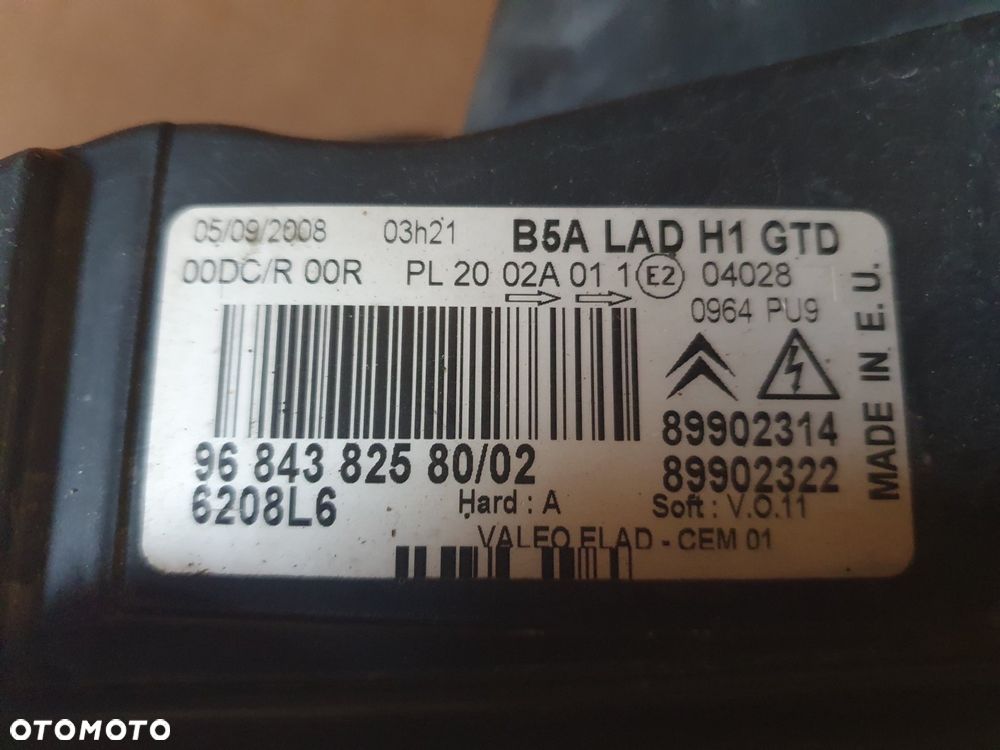 05/09/2008 03h21 B5A LAD H1 GTD
00DC/R 00R PL 20 02A 01 1 E2 04028
0964 PU9
96 843 825 80/02
89902314
6208L6
89902322
Hard : A Soft : V.0.11
VALEO ELAD - CEM 01
MADE IN E.U.
OTOMOTO